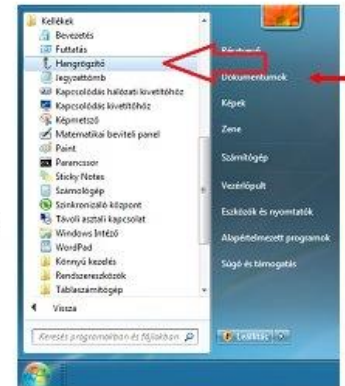 Kellékek
Bevezetés
Futtatás
Hangrögzítő
Jegyzettömb
Kapcsolódás hálózati kivetítőhöz
Kapcsolódás kivetítőhöz
Képmetsző
Matematikai beviteli panel
Paint
Parancssor
Sticky Notes
Számológép
Szinkronizáló központ
Távoli asztali kapcsolat
Windows Intéző
WordPad
Könnyű kezelés
Rendszereszközök
Táblaszámítógép
Vissza
Keresés programokban és fájlokban
Dokumentumok
Képek
Zene
Számítógép
Vezérlőpult
Eszközök és nyomtatók
Alapértelmezett programok
Súgó és támogatás
Leállítás